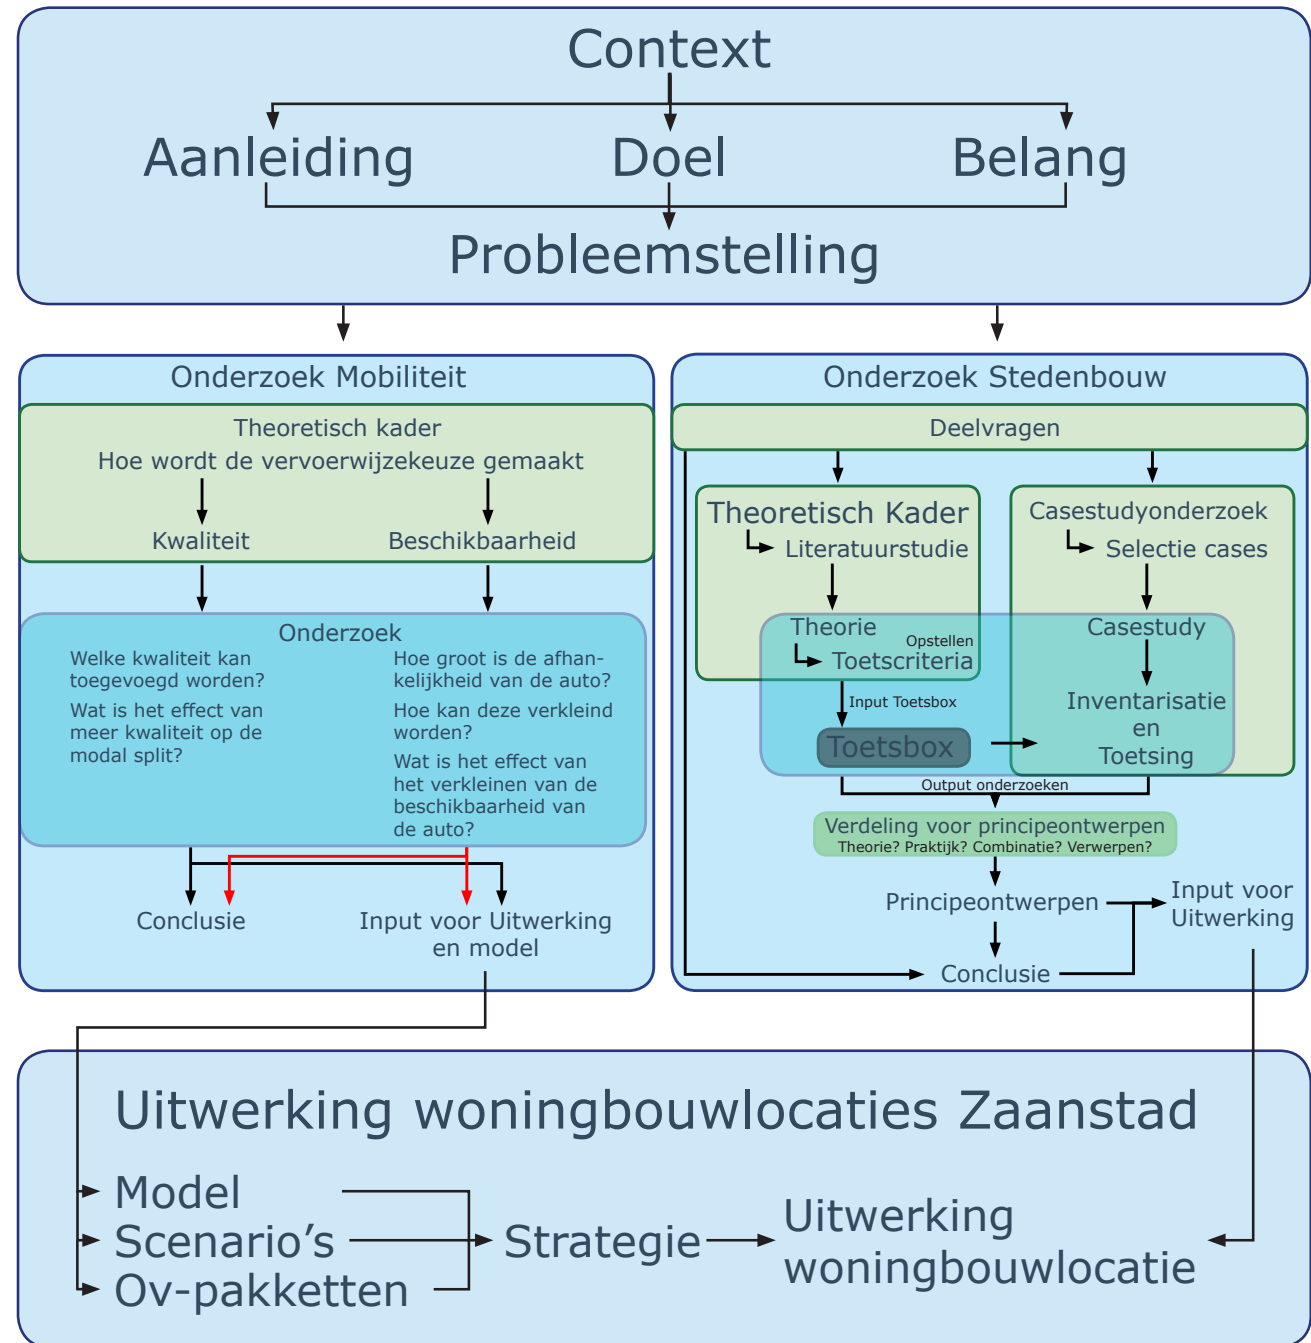 Context
Aanleiding
Doel
Belang
Probleemstelling
Onderzoek Mobiliteit
Theoretisch kader
Hoe wordt de vervoerwijzekeuze gemaakt
Kwaliteit
Beschikbaarheid
Onderzoek
Welke kwaliteit kan
toegevoegd worden?
Wat is het effect van
meer kwaliteit op de
modal split?
Hoe groot is de afhan-
kelijkheid van de auto?
Hoe kan deze verkleind
worden?
Wat is het effect van
het verkleinen van de
beschikbaarheid van
de auto?
Conclusie
Input voor Uitwerking
en model
Onderzoek Stedenbouw
Deelvragen
Theoretisch Kader
Literatuurstudie
Theorie
Opstellen
Toetscriteria
Input Toetsbox
Toetsbox
Casestudyonderzoek
Selectie cases
Casestudy
Inventarisatie
en
Toetsing
Output onderzoeken
Verdeling voor principeontwerpen
Theorie? Praktijk? Combinatie? Verwerpen?
Principeontwerpen
Input voor
Uitwerking
Conclusie
Uitwerking woningbouwlocaties Zaanstad
Model
Scenario's
Ov-pakketten
Strategie
Uitwerking
woningbouwlocatie